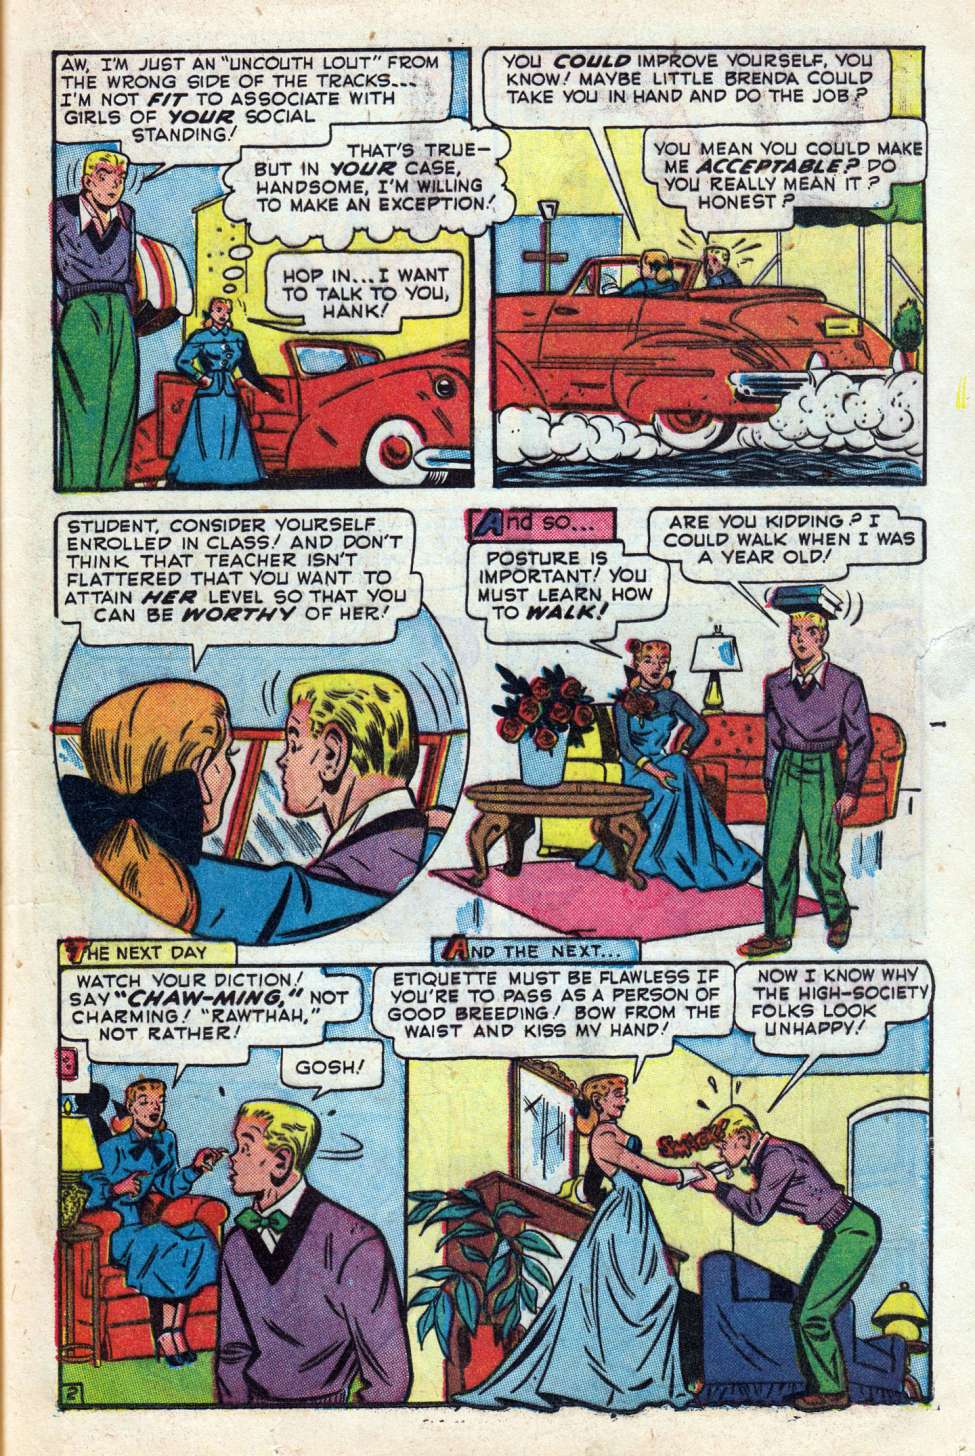 AW, I'M JUST AN "UNCOUTH LOUT" FROM
THE WRONG SIDE OF THE TRACKS...
I'M NOT FIT TO ASSOCIATE WITH
GIRLS OF YOUR SOCIAL
STANDING!
THAT'S TRUE—
BUT IN YOUR CASE,
HANDSOME, I'M WILLING
TO MAKE AN EXCEPTION!
HOP IN... I WANT
TO TALK TO YOU,
HANK!
YOU COULD IMPROVE YOURSELF, YOU
KNOW! MAYBE LITTLE BRENDA COULD
TAKE YOU IN HAND AND DO THE JOB?
YOU MEAN YOU COULD MAKE
ME ACCEPTABLE? DO
YOU REALLY MEAN IT?
HONEST?
STUDENT, CONSIDER YOURSELF
ENROLLED IN CLASS! AND DON'T
THINK THAT TEACHER ISN'T
FLATTERED THAT YOU WANT TO
ATTAIN HER LEVEL SO THAT YOU
CAN BE WORTHY OF HER!
And so...
POSTURE IS
IMPORTANT! YOU
MUST LEARN HOW
TO WALK!
ARE YOU KIDDING? I
COULD WALK WHEN I WAS
A YEAR OLD!
THE NEXT DAY
WATCH YOUR DICTION!
SAY "CHAW-MING," NOT
CHARMING! "RAWTHAH,"
NOT RATHER!
GOSH!
AND THE NEXT...
ETIQUETTE MUST BE FLAWLESS IF
YOU'RE TO PASS AS A PERSON OF
GOOD BREEDING! BOW FROM THE
WAIST AND KISS MY HAND!
NOW I KNOW WHY
THE HIGH-SOCIETY
FOLKS LOOK
UNHAPPY!
2